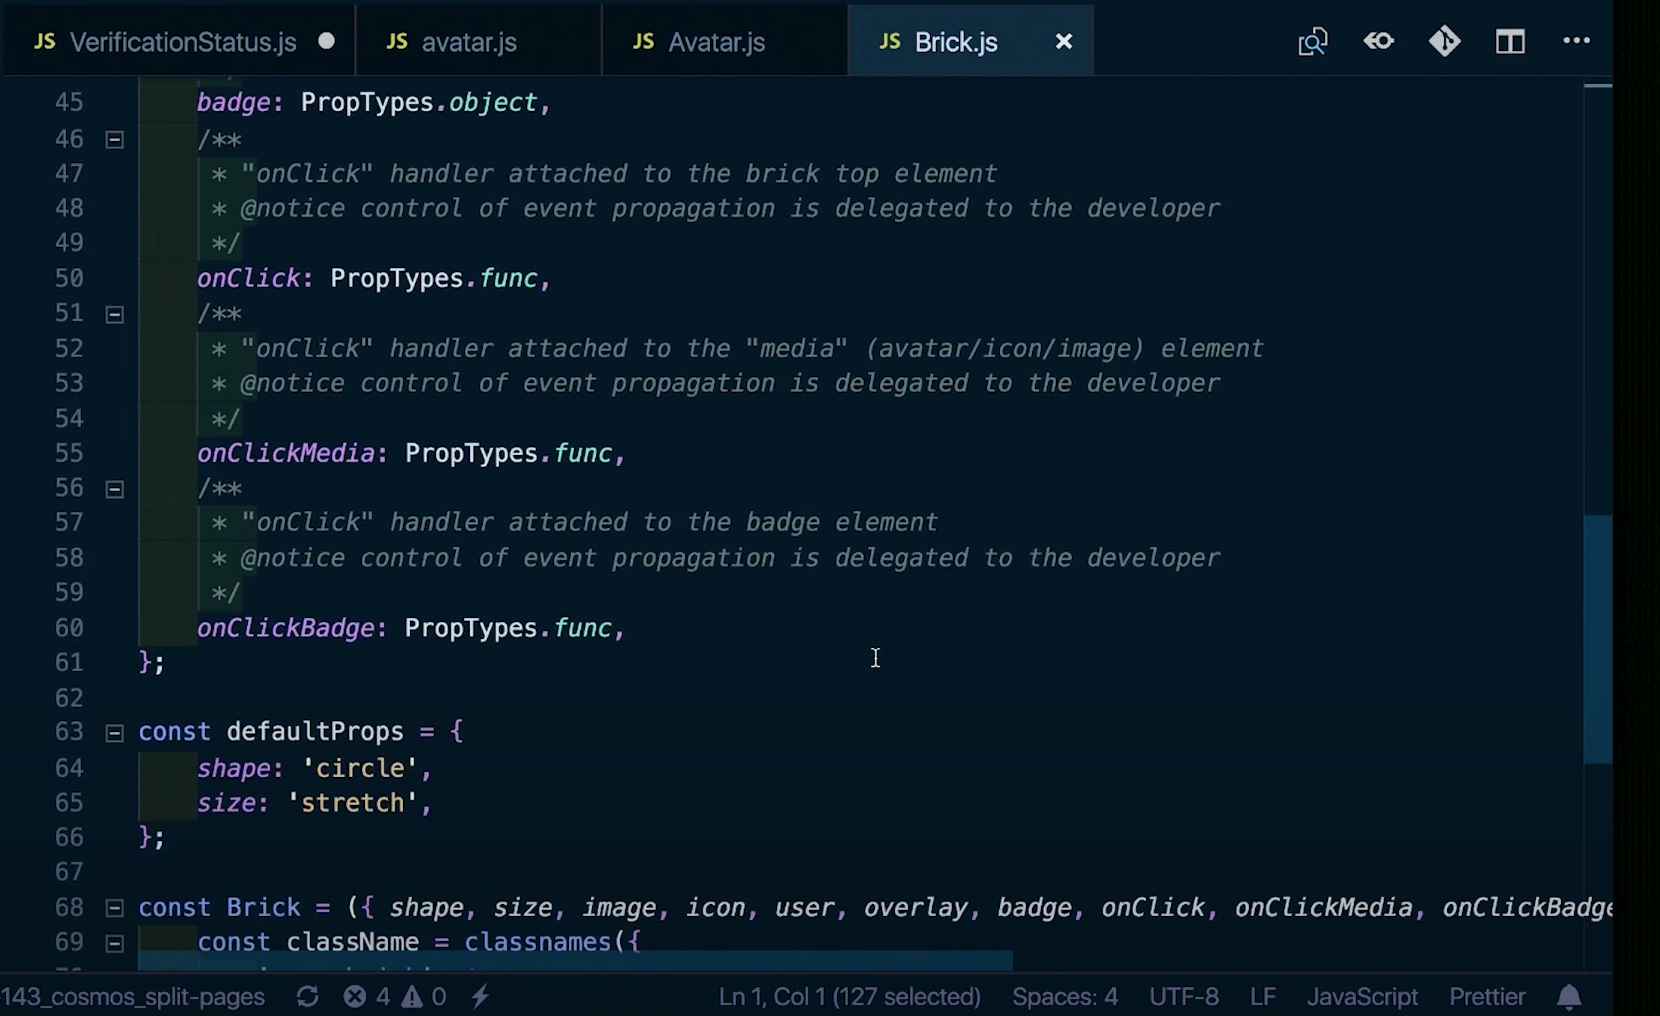 JS VerificationStatus.js JS avatar.js JS Avatar.js JS Brick.js
45 badge: PropTypes.object,
46 /**
47 * "onClick" handler attached to the brick top element
48 * @notice control of event propagation is delegated to the developer
49 */
50 onClick: PropTypes.func,
51 /**
52 * "onClick" handler attached to the "media" (avatar/icon/image) element
53 * @notice control of event propagation is delegated to the developer
54 */
55 onClickMedia: PropTypes.func,
56 /**
57 * "onClick" handler attached to the badge element
58 * @notice control of event propagation is delegated to the developer
59 */
60 onClickBadge: PropTypes.func,
61 };
62
63 const defaultProps = {
64 shape: 'circle',
65 size: 'stretch',
66 };
67
68 const Brick = ({ shape, size, image, icon, user, overlay, badge, onClick, onClickMedia, onClickBadge
69 const className = classnames({
-143_cosmos_split-pages 4 0 Ln 1, Col 1 (127 selected) Spaces: 4 UTF-8 LF JavaScript Prettier